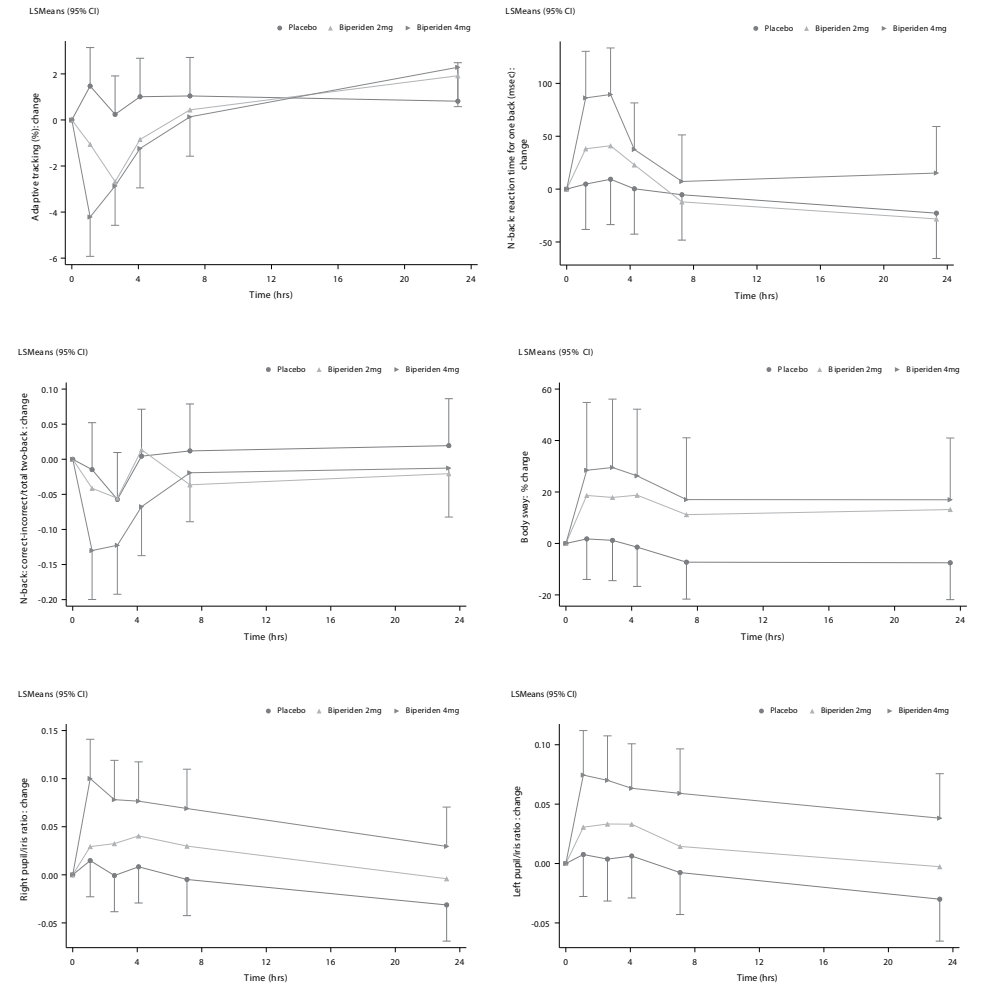 LSMeans (95% CI)
Placebo Biperiden 2mg Biperiden 4mg
Adaptive tracking (%): change
2
0
-2
-4
-6
0 4 8 12 16 20 24
Time (hrs)
LSMeans (95% CI)
Placebo Biperiden 2mg Biperiden 4mg
N-back: reaction time for one back (msec):
change
100
50
0
-50
0 4 8 12 16 20 24
Time (hrs)
LSMeans (95% CI)
Placebo Biperiden 2mg Biperiden 4mg
N-back: correct-incorrect/total two-back : change
0.10
0.05
0.00
-0.05
-0.10
-0.15
-0.20
0 4 8 12 16 20 24
Time (hrs)
LSMeans (95% CI)
Placebo Biperiden 2mg Biperiden 4mg
Body sway: % change
60
40
20
0
-20
0 4 8 12 16 20 24
Time (hrs)
LSMeans (95% CI)
Placebo Biperiden 2mg Biperiden 4mg
Right pupil/iris ratio : change
0.15
0.10
0.05
0.00
-0.05
0 4 8 12 16 20 24
Time (hrs)
LSMeans (95% CI)
Placebo Biperiden 2mg Biperiden 4mg
Left pupil/iris ratio : change
0.10
0.05
0.00
-0.05
0 4 8 12 16 20 24
Time (hrs)